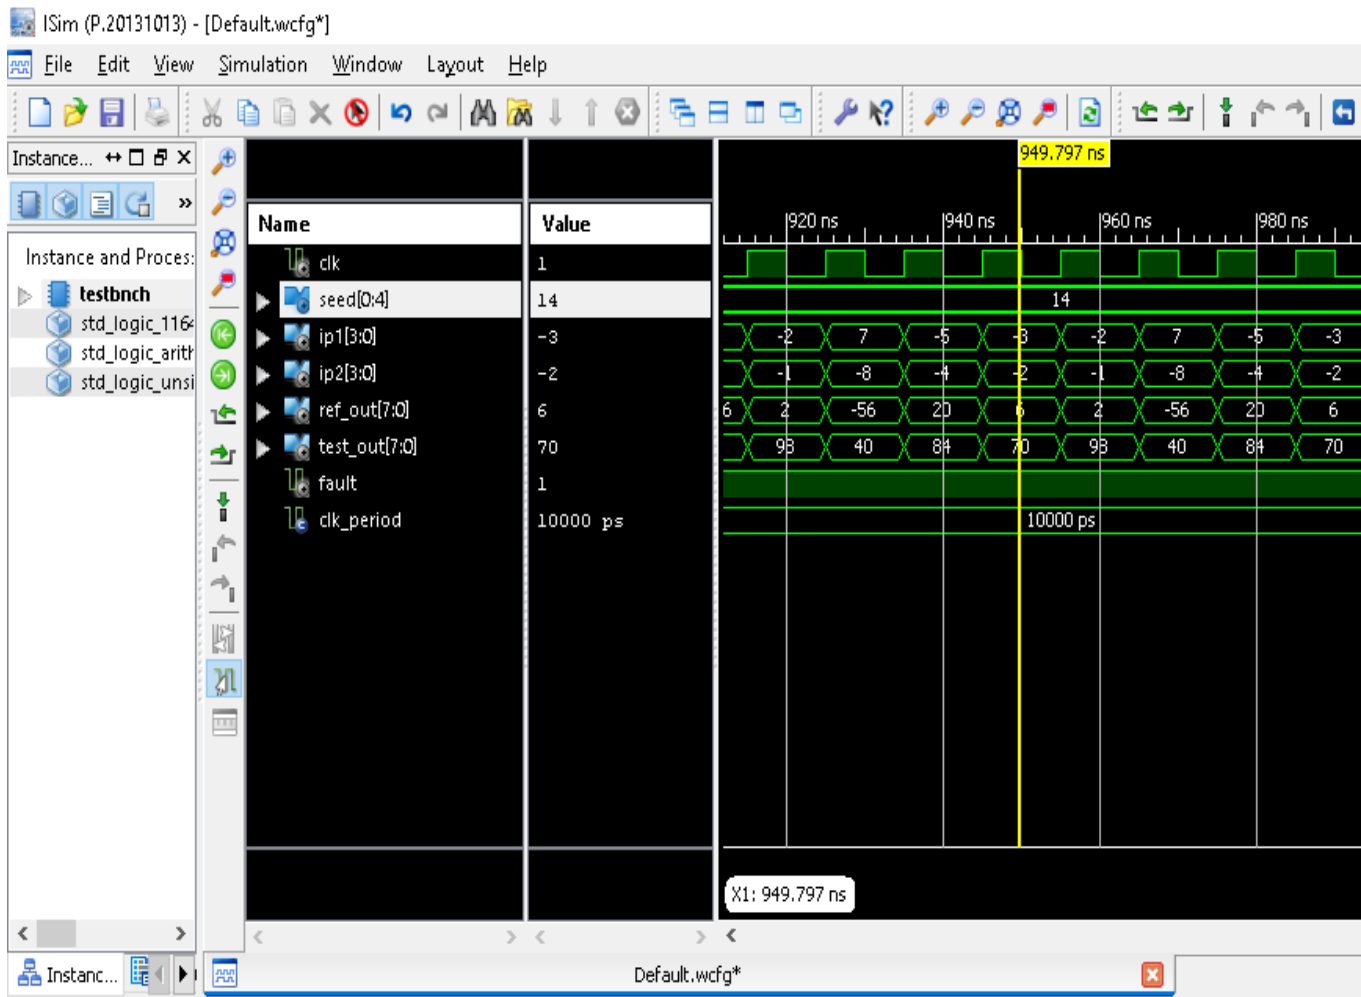 ISim (P.20131013) - [Default.wcfg*]
File Edit View Simulation Window Layout Help
Instance...
949.797 ns
Name Value
920 ns 940 ns 960 ns 980 ns
Instance and Proces:
testbnch
std_logic_1164
std_logic_arith
std_logic_unsi
clk 1
seed[0:4] 14 14
ip1[3:0] -3 -2 7 -5 -3 -2 7 -5 -3
ip2[3:0] -2 -1 -8 -4 -2 -1 -8 -4 -2
ref_out[7:0] 6 6 2 -56 20 6 2 -56 20 6
test_out[7:0] 70 98 40 84 70 98 40 84 70
fault 1
clk_period 10000 ps 10000 ps
X1: 949.797 ns
Instanc...
Default.wcfg*